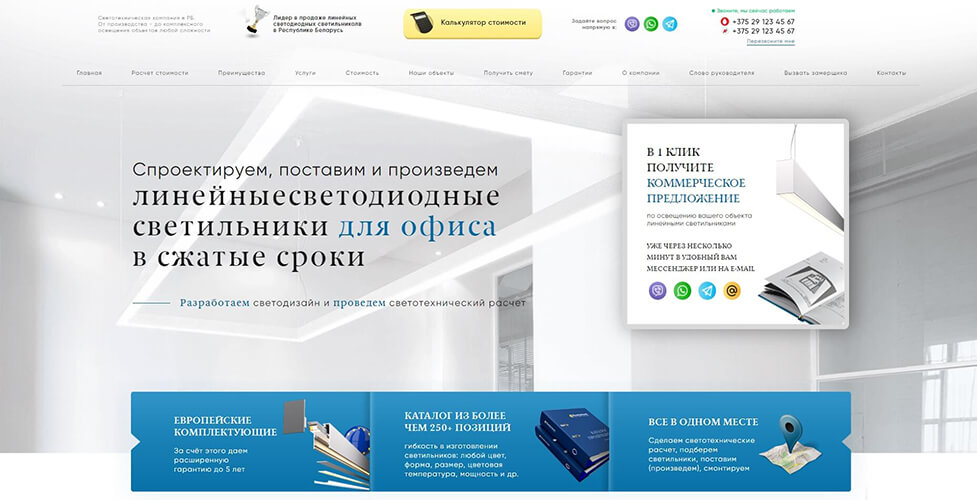 Светотехническая компания в РБ.
От производства – до комплексного
освещения объектов любой сложности
Лидер в продаже линейных
светодиодных светильников
в Республике Беларусь
Калькулятор стоимости
Задайте вопрос
напрямую в:
Звоните, мы сейчас работаем
+375 29 123 45 67
+375 29 123 45 67
Перезвоните мне
Главная Расчет стоимости Преимущества Услуги Стоимость Наши объекты Получить смету Гарантии О компании Слово руководителя Вызвать замерщика Контакты
Спроектируем, поставим и произведем
линейныесветодиодные
светильники для офиса
в сжатые сроки
Разработаем светодизайн и проведем светотехнический расчет
В 1 КЛИК
ПОЛУЧИТЕ
КОММЕРЧЕСКОЕ
ПРЕДЛОЖЕНИЕ
по освещению вашего объекта
линейными светильниками
УЖЕ ЧЕРЕЗ НЕСКОЛЬКО
МИНУТ В УДОБНЫЙ ВАМ
МЕССЕНДЖЕР ИЛИ НА E-MAIL
ЕВРОПЕЙСКИЕ
КОМПЛЕКТУЮЩИЕ
За счёт этого даем
расширенную
гарантию до 5 лет
КАТАЛОГ ИЗ БОЛЕЕ
ЧЕМ 250+ ПОЗИЦИЙ
гибкость в изготовлении
светильников: любой цвет,
форма, размер, цветовая
температура, мощность и др.
ВСЕ В ОДНОМ МЕСТЕ
Сделаем светотехнические
расчет, подберем
светильники, поставим
(произведем), смонтируем